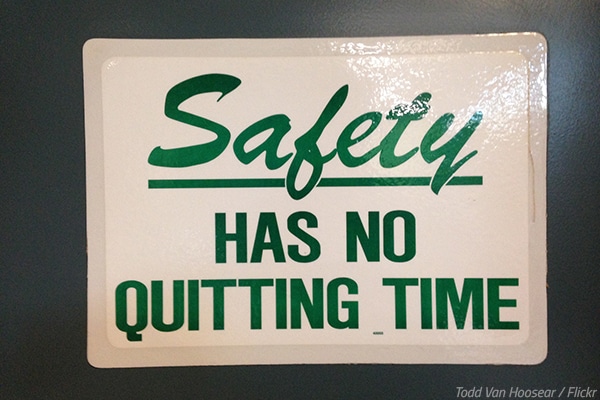 Safety
HAS NO
QUITTING TIME
Todd Van Hoosear / Flickr